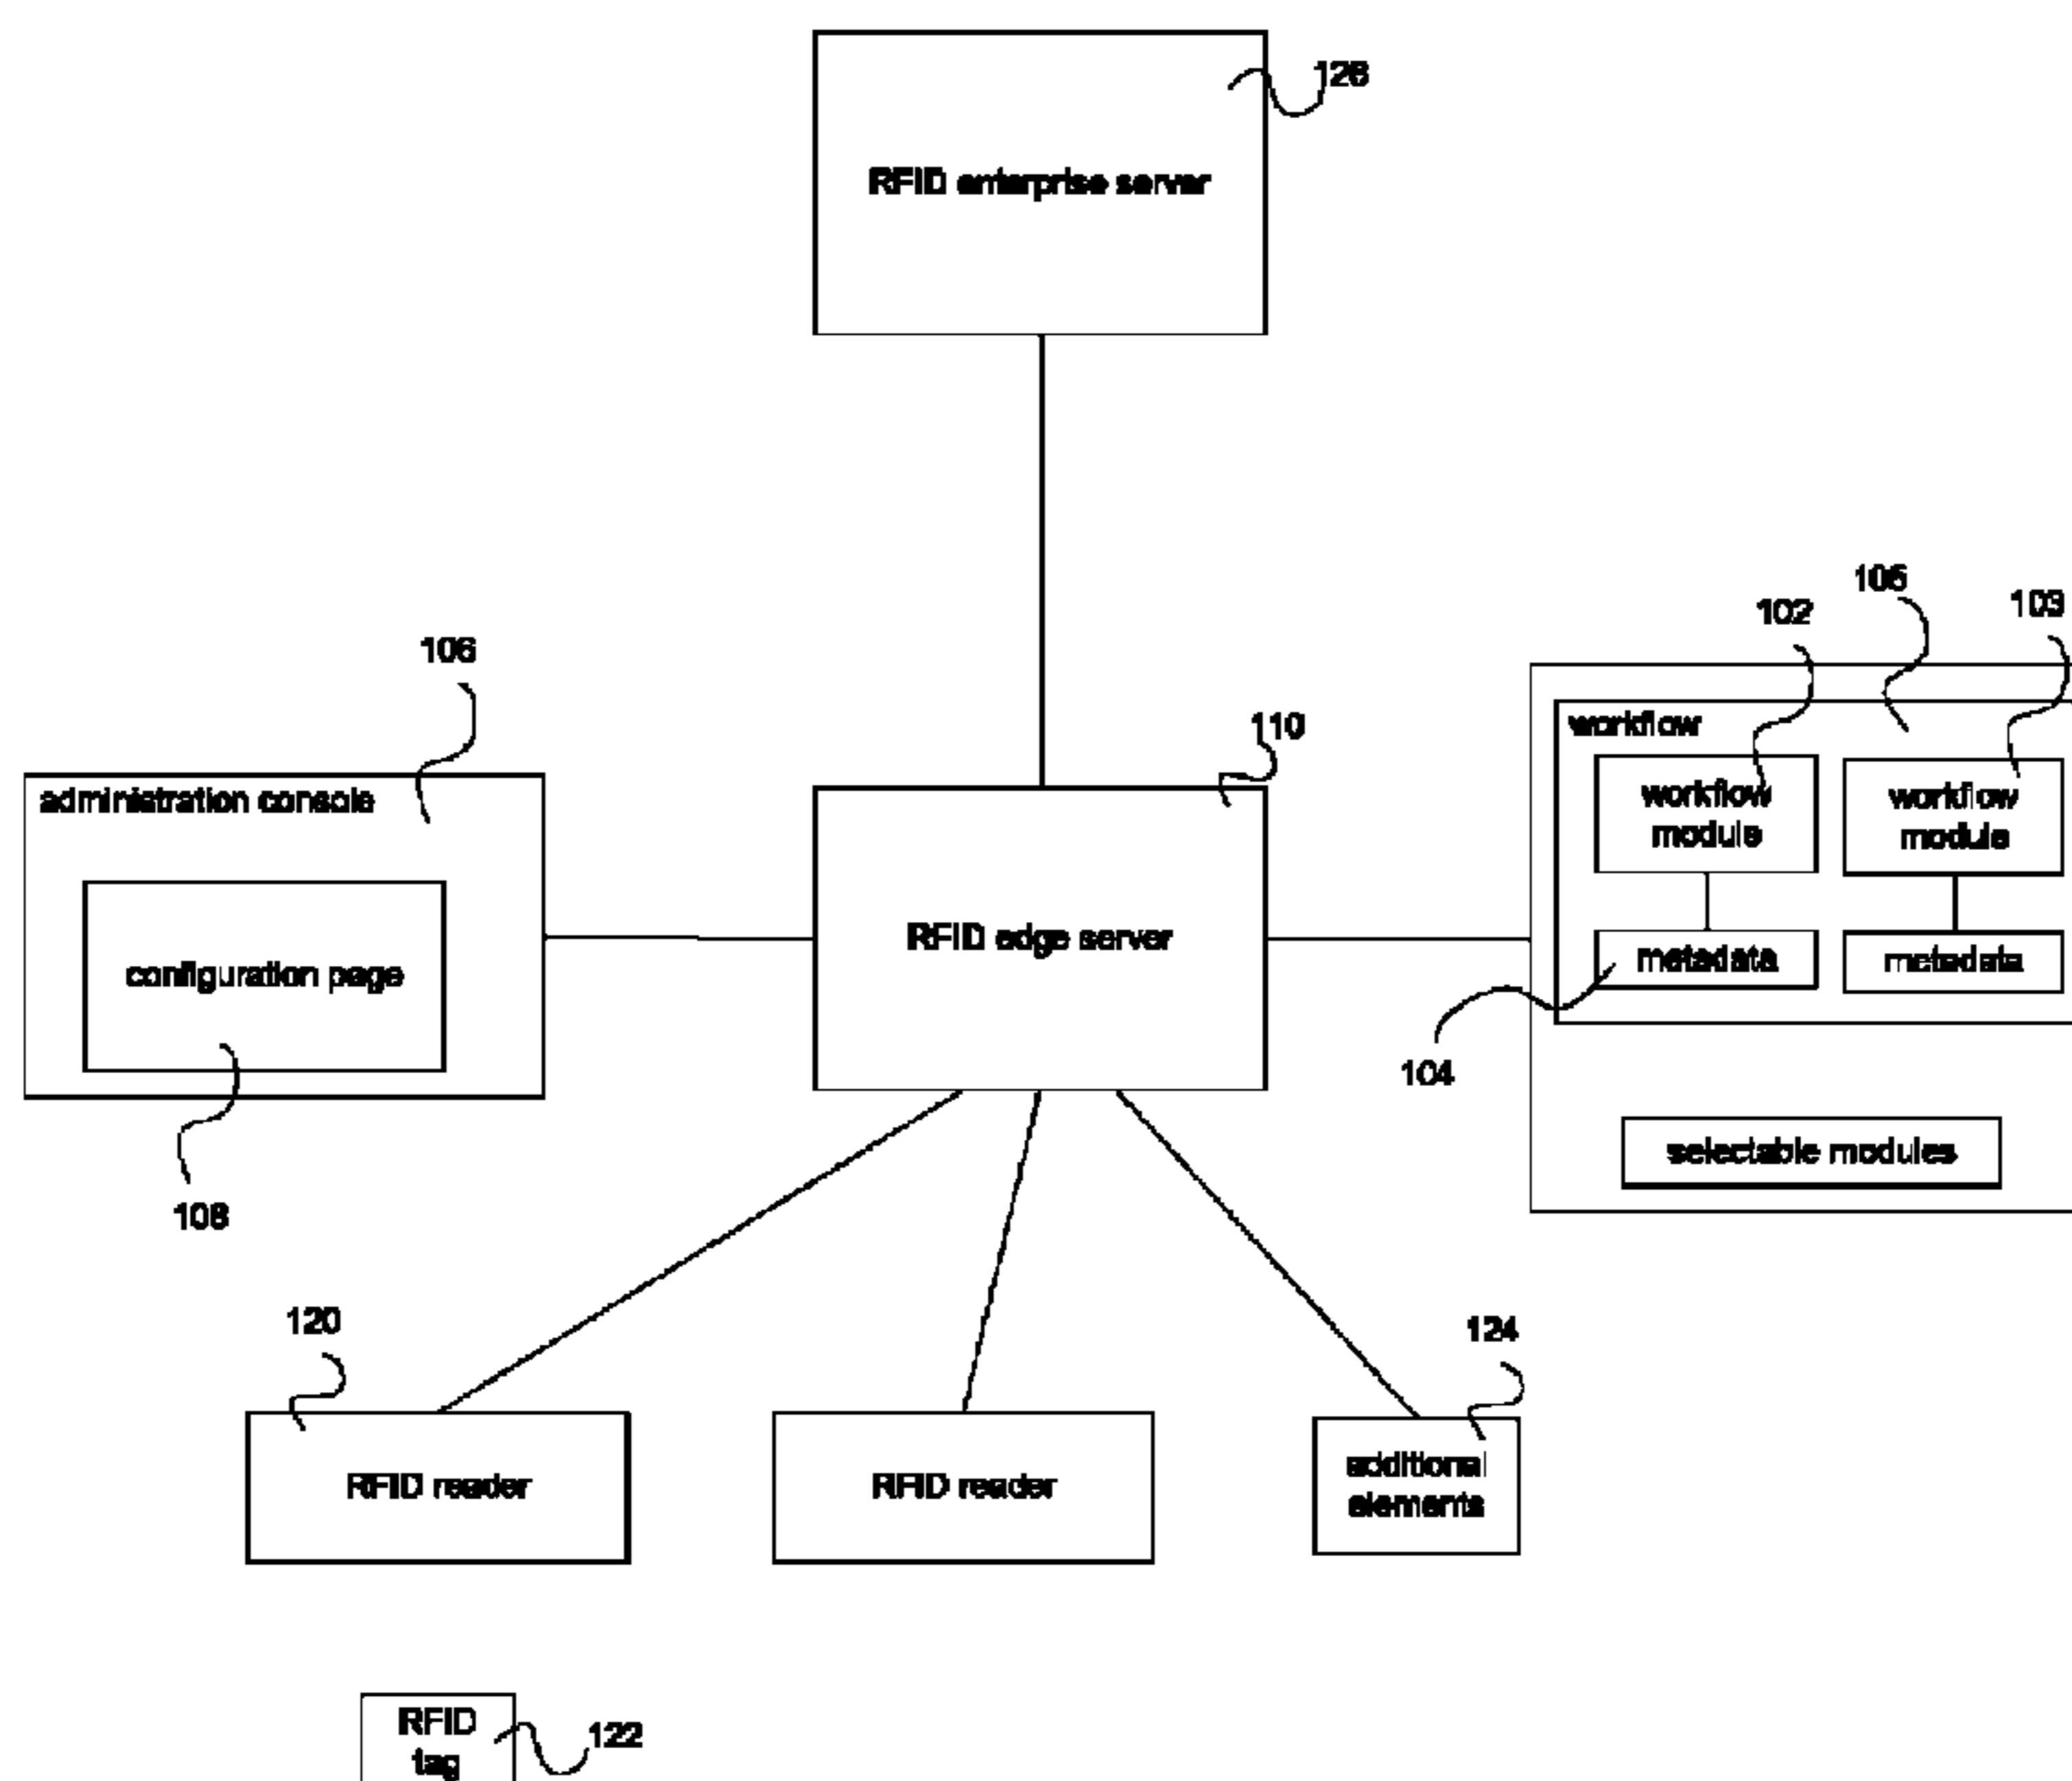 126
RFID enterprise server
105
102
103
106
110
workflow
administration console
workflow
module
workflow
module
RFID edge server
configuration page
metadata
metadata
104
selectable modules
108
120
124
RFID reader
RFID reader
additional
elements
RFID
tag
122